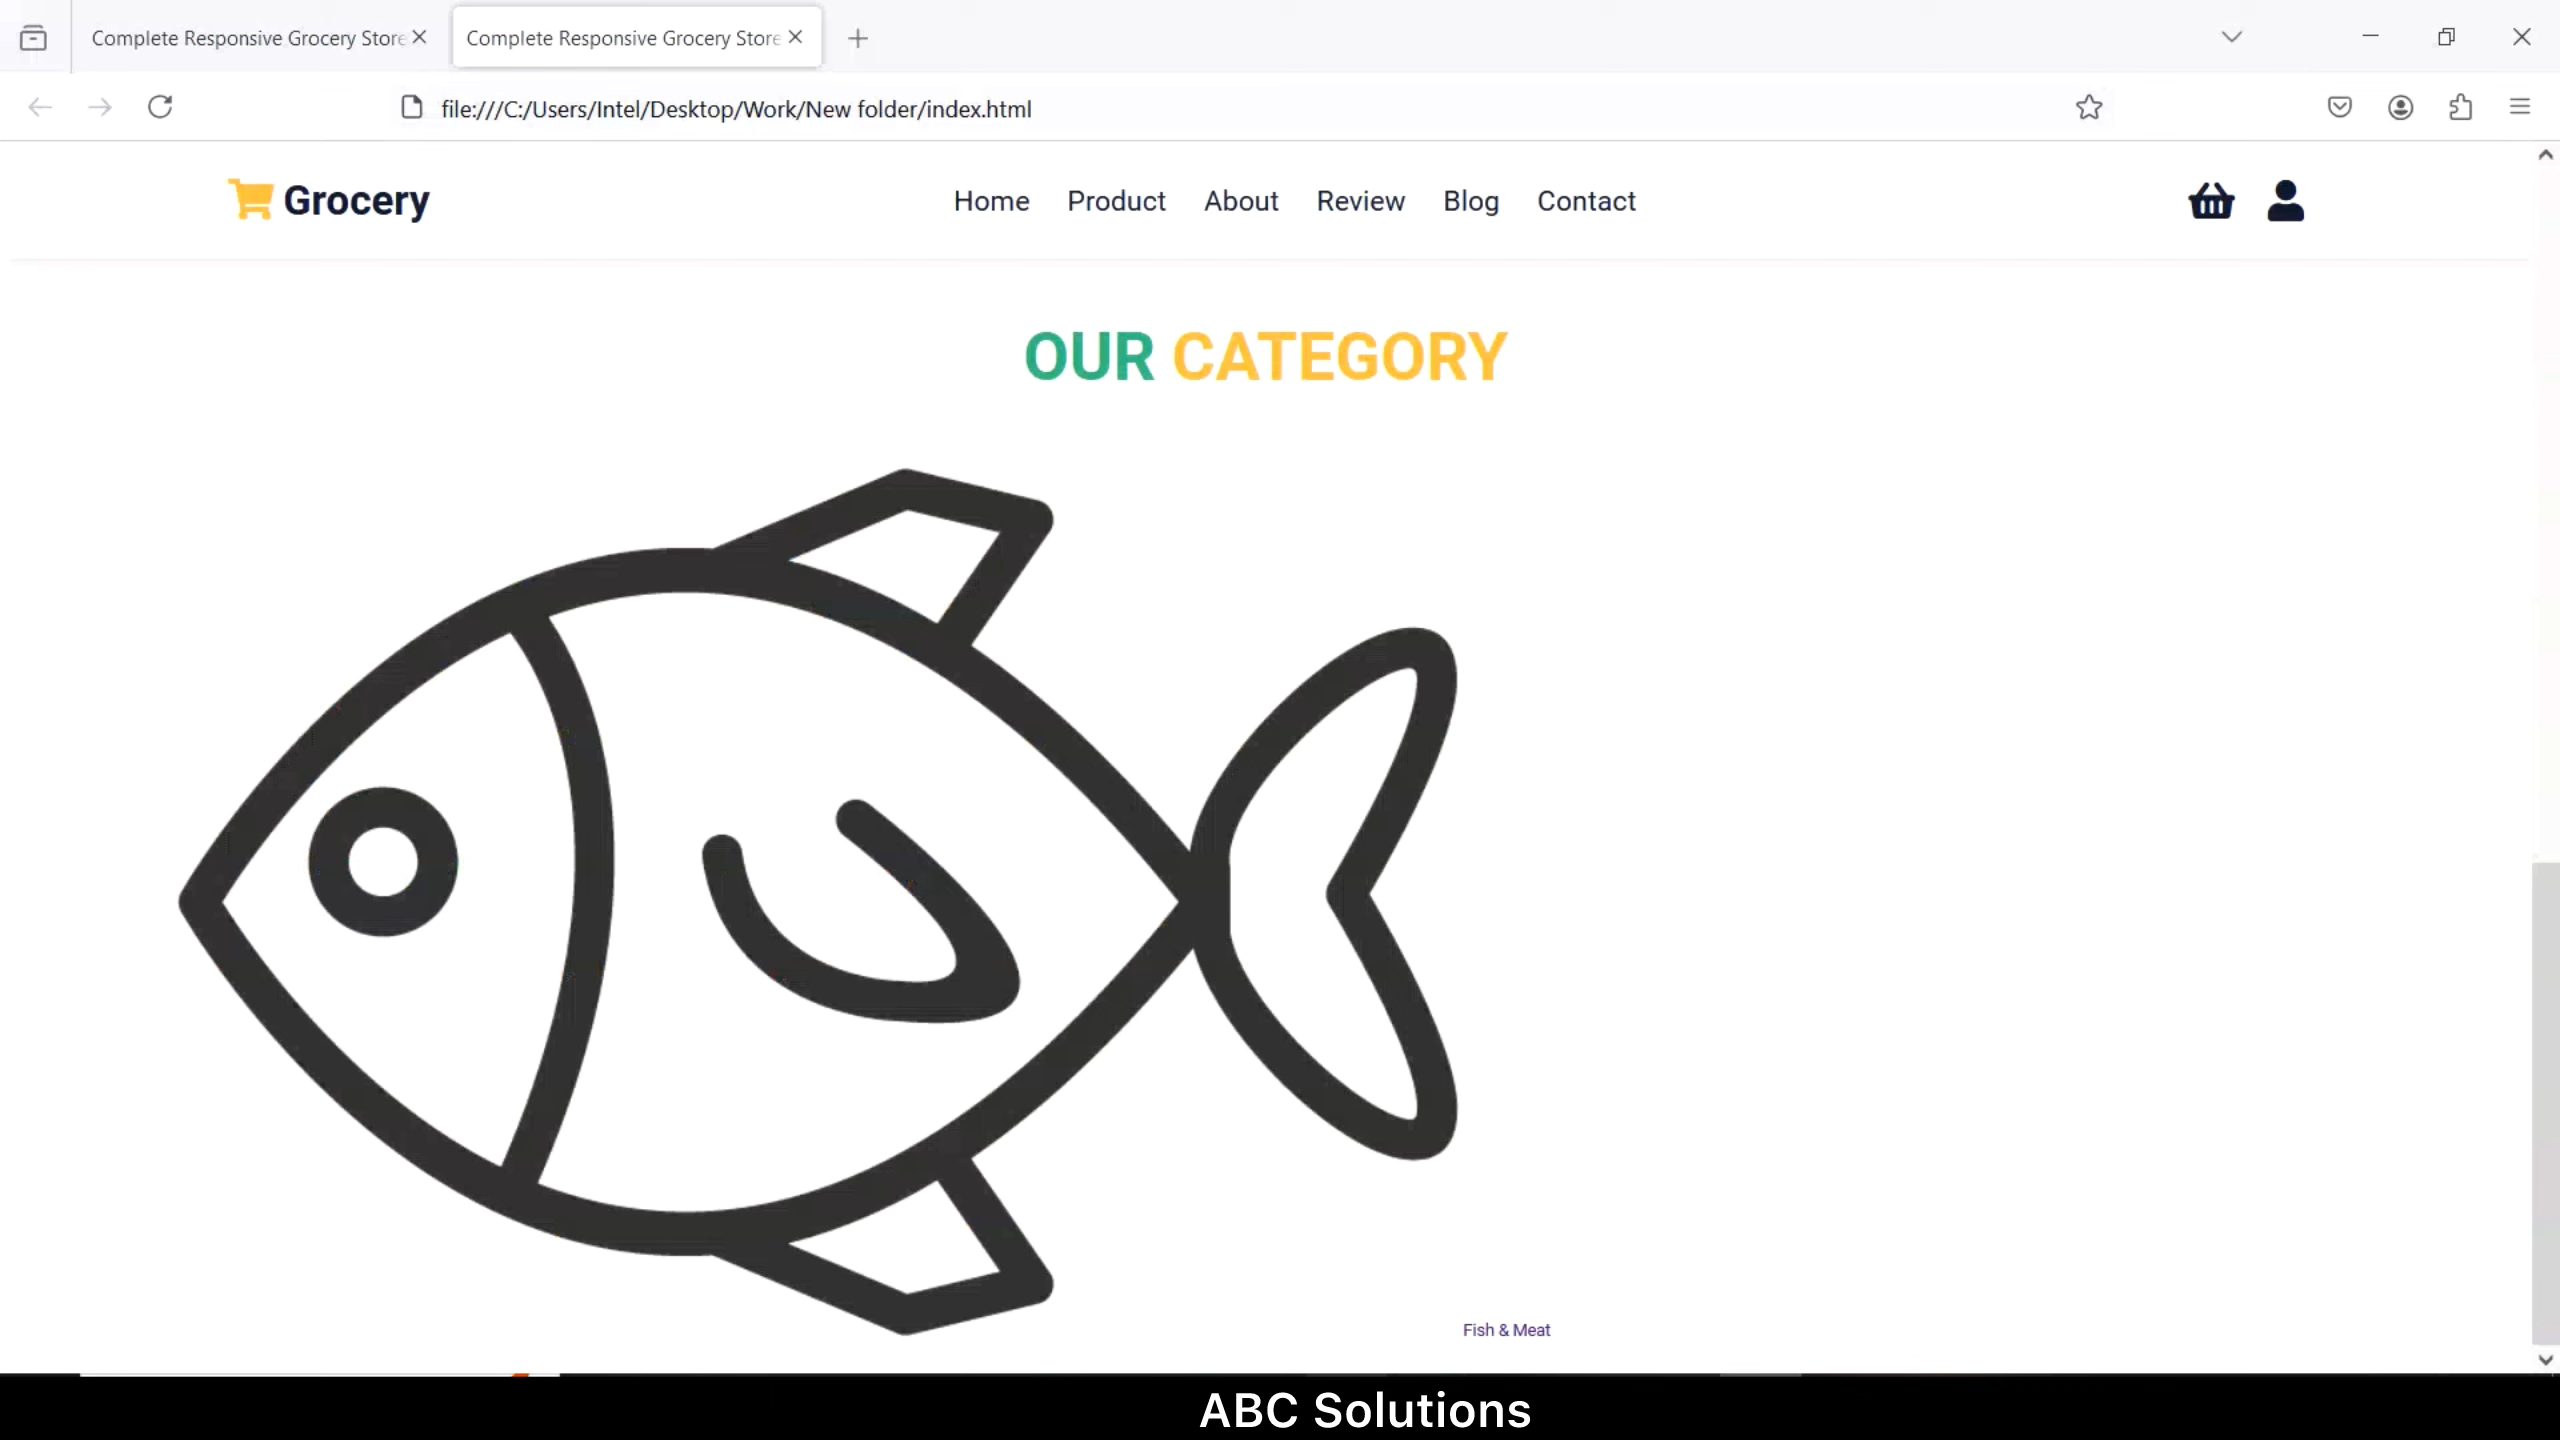 Complete Responsive Grocery Store
Complete Responsive Grocery Store
file:///C:/Users/Intel/Desktop/Work/New folder/index.html
Grocery
Home Product About Review Blog Contact
OUR CATEGORY
Fish & Meat
ABC Solutions